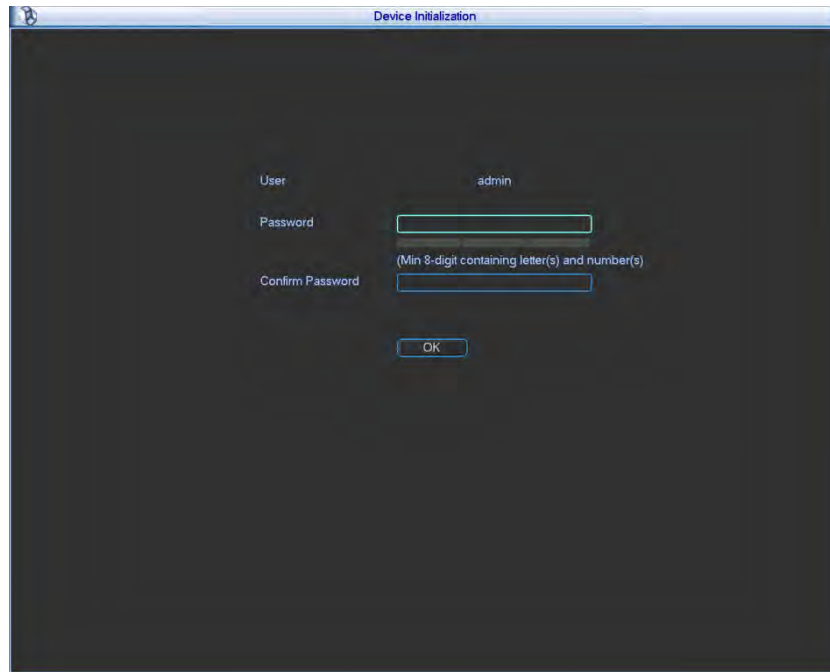 Device Initialization
User admin
Password
(Min 8-digit containing letter(s) and number(s)
Confirm Password
OK